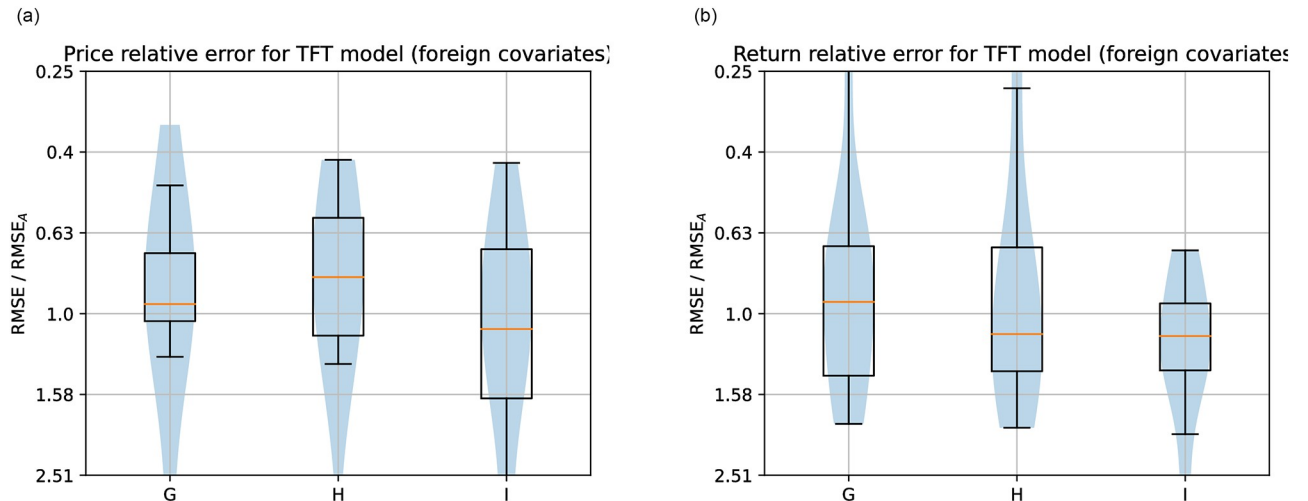 (a)
Price relative error for TFT model (foreign covariates)
0.25
0.4
0.63
1.0
1.58
2.51
RMSE / RMSE_A
G H I
(b)
Return relative error for TFT model (foreign covariates
0.25
0.4
0.63
1.0
1.58
2.51
RMSE / RMSE_A
G H I